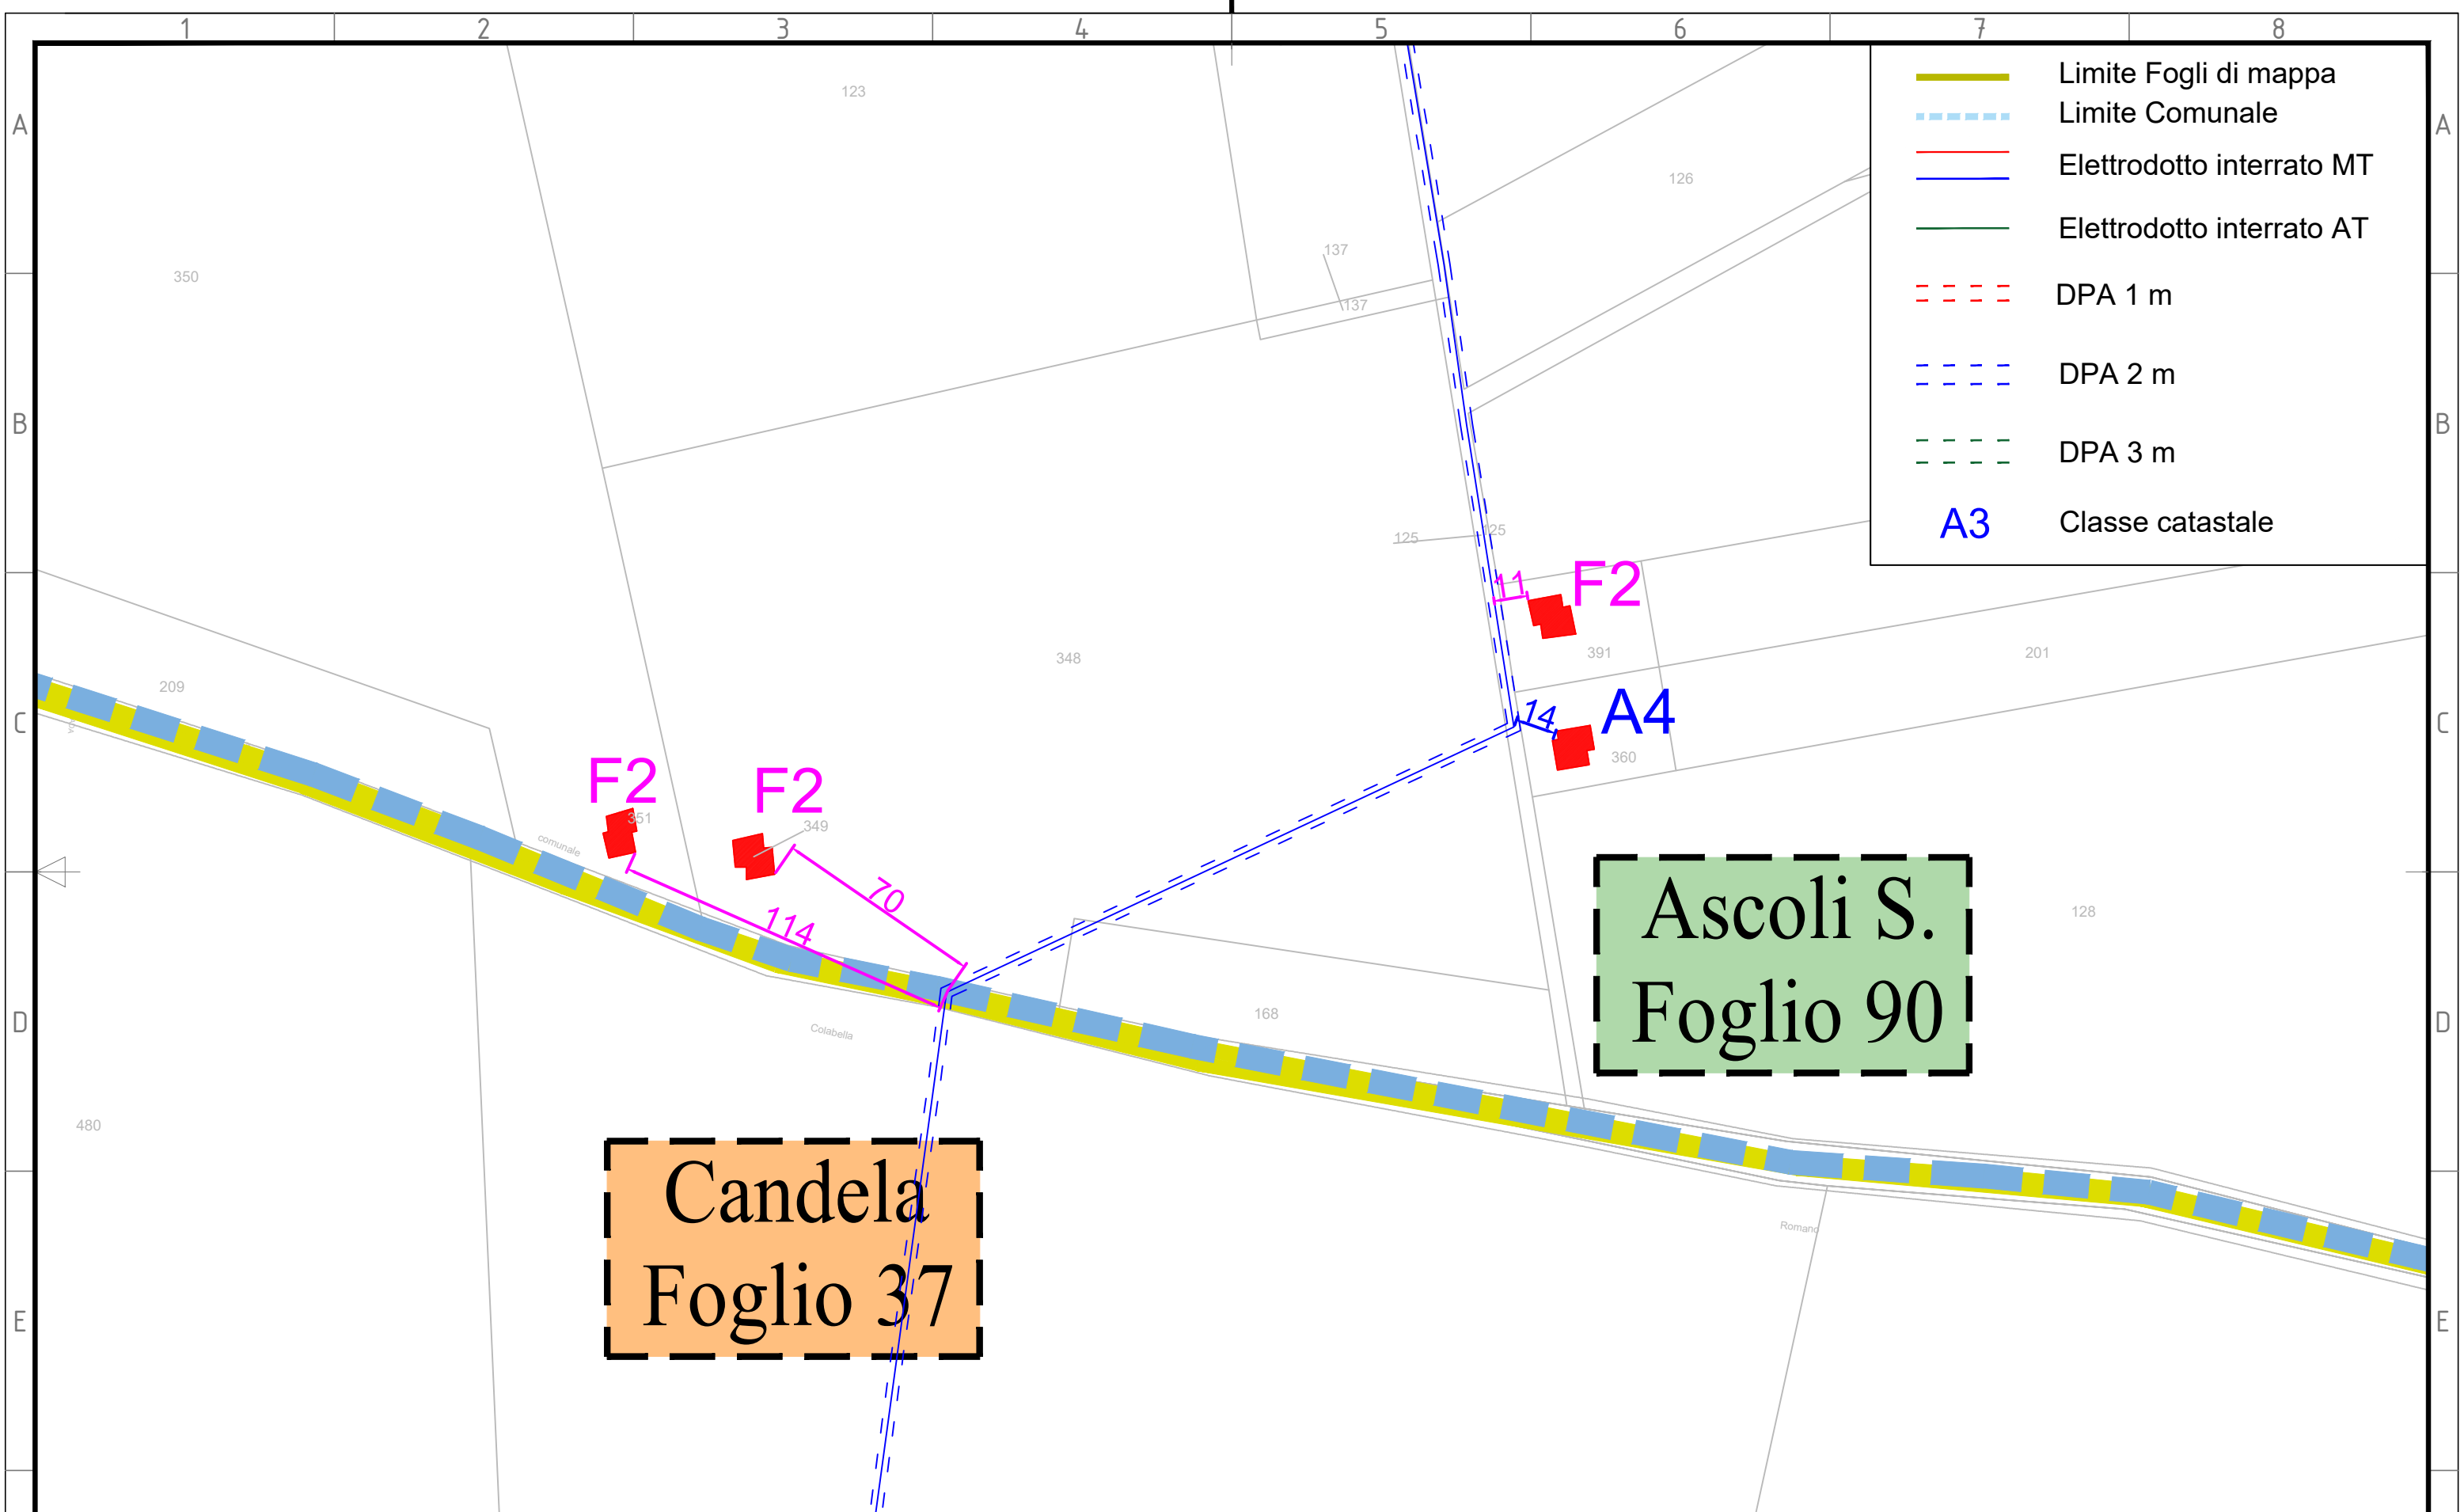 1 2 3 4 5 6 7 8
A A
B B
C C
D D
E E
Limite Fogli di mappa
Limite Comunale
Elettrodotto interrato MT
Elettrodotto interrato AT
DPA 1 m
DPA 2 m
DPA 3 m
A3 Classe catastale
123
126
137
137
350
125
125
11
F2
391
348
201
209
14
A4
360
F2
F2
351
349
comunale
70
114
Ascoli S.
Foglio 90
128
168
Colabella
480
Candela
Foglio 37
Romano